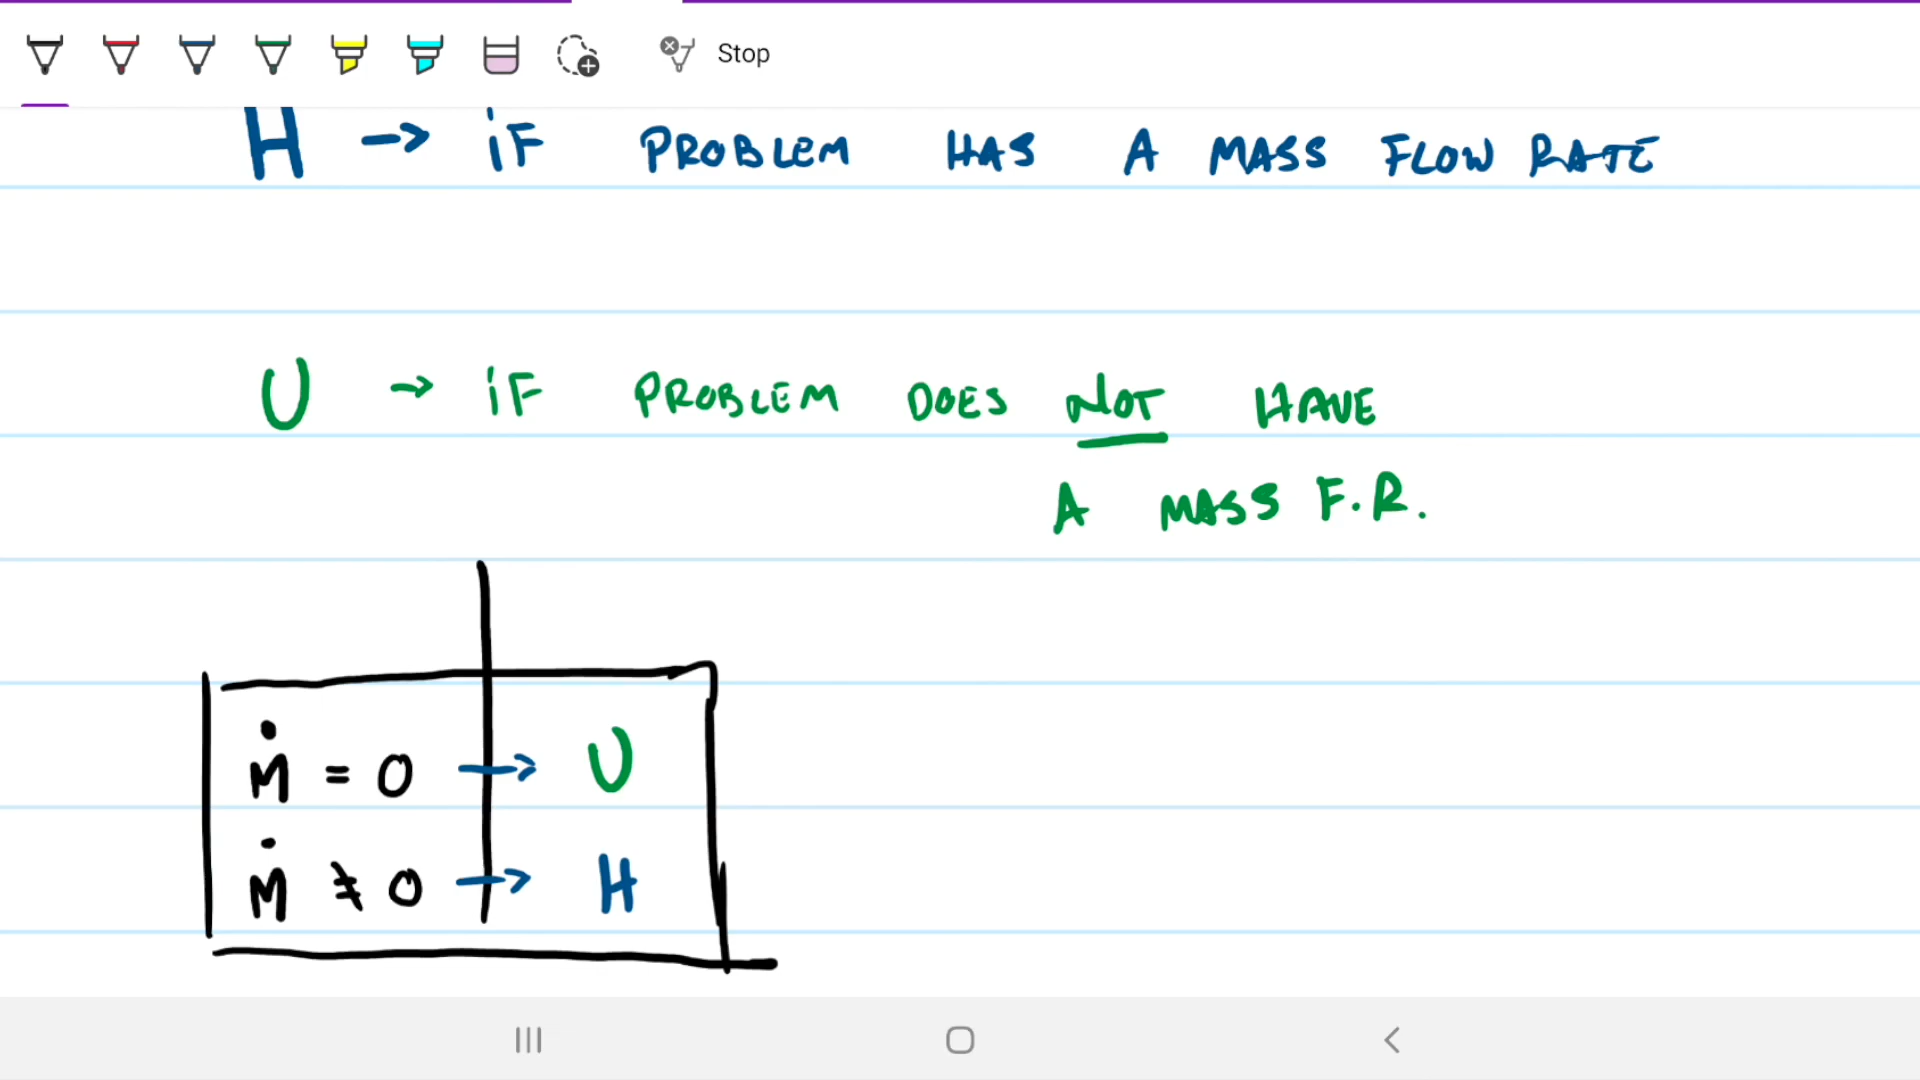 Stop
H → iF PROBLEM HAS A MASS FLOW RATE
U → iF PROBLEM DOES NOT HAVE
A MASS F.R.
ṁ = 0 → U
ṁ ≠ 0 → H